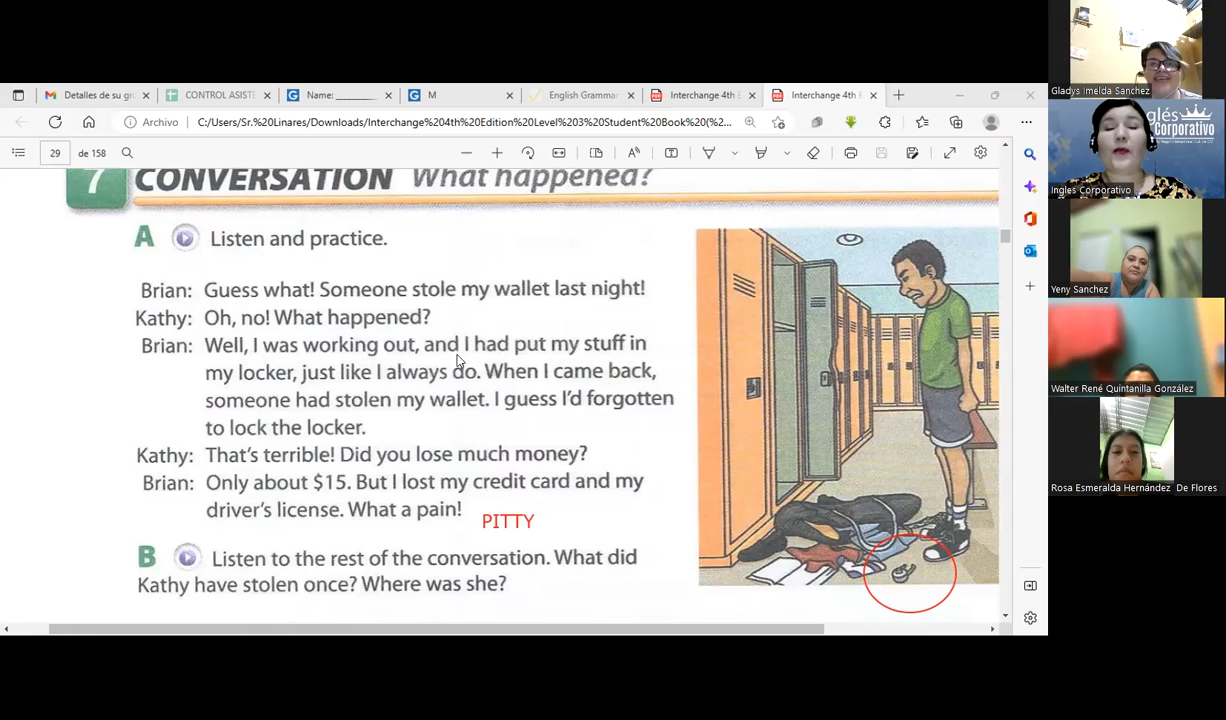 Detalles de su gr
CONTROL ASISTE
Name: ________
M
English Grammar
Interchange 4th E
Interchange 4th E
Archivo
C:/Users/Sr.%20Linares/Downloads/Interchange%204th%20Edition%20Level%203%20Student%20Book%20(%2...
29
de 158
7 CONVERSATION What happened?
A Listen and practice.
Brian: Guess what! Someone stole my wallet last night!
Kathy: Oh, no! What happened?
Brian: Well, I was working out, and I had put my stuff in
my locker, just like I always do. When I came back,
someone had stolen my wallet. I guess I'd forgotten
to lock the locker.
Kathy: That's terrible! Did you lose much money?
Brian: Only about $15. But I lost my credit card and my
driver's license. What a pain!
PITTY
B Listen to the rest of the conversation. What did
Kathy have stolen once? Where was she?
Gladys Imelda Sanchez
Inglés
Corporativo
Ingles Corporativo
Yeny Sanchez
Walter René Quintanilla González
Rosa Esmeralda Hernández De Flores